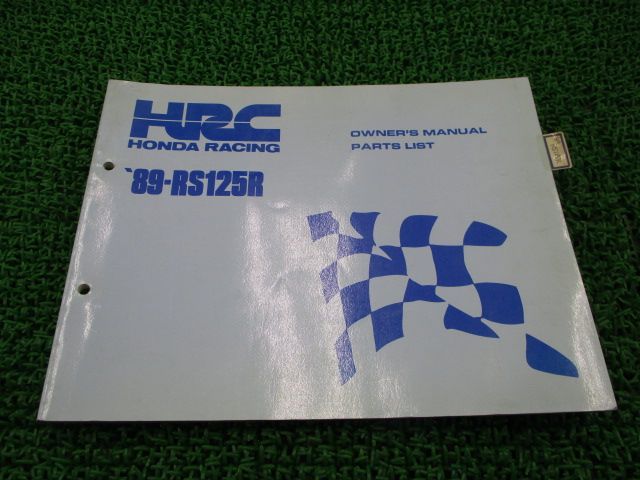 HRC
HONDA RACING
OWNER'S MANUAL
PARTS LIST
`89-RS125R